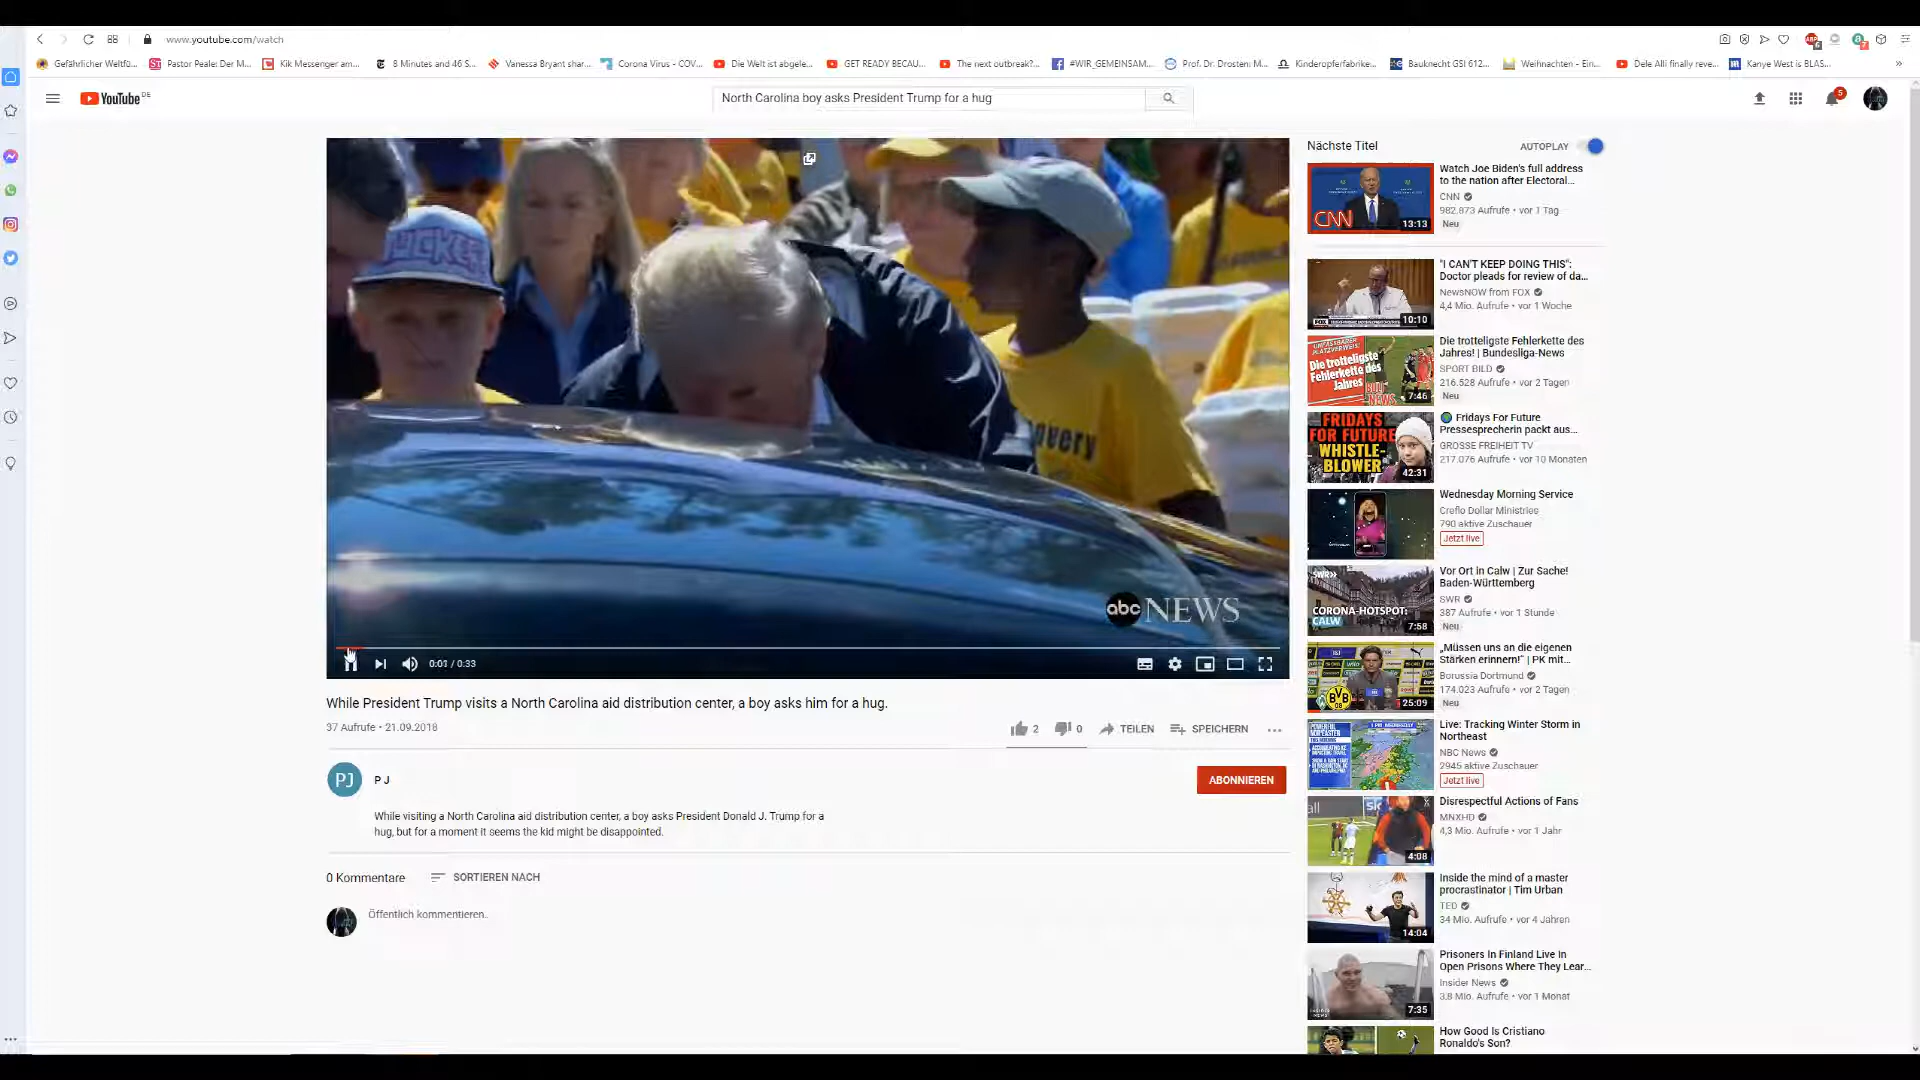 www.youtube.com/watch
Gefährlicher Weltfü...
Pastor Peale: Der M...
Kik Messenger am...
8 Minutes and 46 S...
Vanessa Bryant shar...
Corona Virus - COV...
Die Welt ist abgele...
GET READY BECAU...
The next outbreak?...
#WIR_GEMEINSAM...
Prof. Dr. Drosten: M...
Kinderopferfabrike...
Bauknecht GSI 612...
Weihnachten - Ein...
Dele Alli finally reve...
Kanye West is BLAS...
YouTube DE
North Carolina boy asks President Trump for a hug
5
abc NEWS
0:01 / 0:33
While President Trump visits a North Carolina aid distribution center, a boy asks him for a hug.
37 Aufrufe • 21.09.2018
2
0
TEILEN
SPEICHERN
PJ
P J
ABONNIEREN
While visiting a North Carolina aid distribution center, a boy asks President Donald J. Trump for a
hug, but for a moment it seems the kid might be disappointed.
0 Kommentare
SORTIEREN NACH
Öffentlich kommentieren..
Nächste Titel
AUTOPLAY
CNN
13:13
Watch Joe Biden's full address
to the nation after Electoral...
CNN
982.873 Aufrufe • vor 1 Tag
Neu
10:10
"I CAN'T KEEP DOING THIS":
Doctor pleads for review of da...
NewsNOW from FOX
4,4 Mio. Aufrufe • vor 1 Woche
Die trotteligste
Fehlerkette des
Jahres
7:46
Die trotteligste Fehlerkette des
Jahres! | Bundesliga-News
SPORT BILD
216.528 Aufrufe • vor 2 Tagen
Neu
FRIDAYS
FOR FUTURE
WHISTLE-
BLOWER
42:31
Fridays For Future
Pressesprecherin packt aus...
GROSSE FREIHEIT TV
217.076 Aufrufe • vor 10 Monaten
Wednesday Morning Service
Creflo Dollar Ministries
790 aktive Zuschauer
Jetzt live
SWR»
CORONA-HOTSPOT:
CALW
7:58
Vor Ort in Calw | Zur Sache!
Baden-Württemberg
SWR
387 Aufrufe • vor 1 Stunde
Neu
25:09
„Müssen uns an die eigenen
Stärken erinnern!" | PK mit...
Borussia Dortmund
174.023 Aufrufe • vor 2 Tagen
Neu
Live: Tracking Winter Storm in
Northeast
NBC News
2945 aktive Zuschauer
Jetzt live
4:08
Disrespectful Actions of Fans
MNXHD
4,3 Mio. Aufrufe • vor 1 Jahr
14:04
Inside the mind of a master
procrastinator | Tim Urban
TED
34 Mio. Aufrufe • vor 4 Jahren
7:35
Prisoners In Finland Live In
Open Prisons Where They Lear...
Insider News
3,8 Mio. Aufrufe • vor 1 Monat
How Good Is Cristiano
Ronaldo's Son?